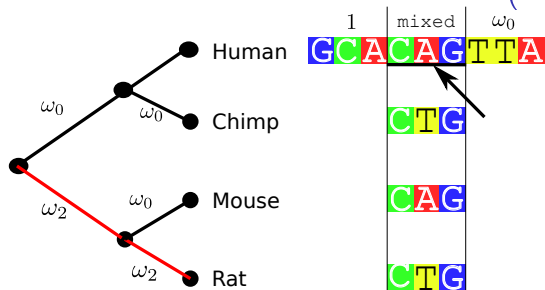 1 mixed ω₀
Human GCACAGTTA
ω₀ ω₀
Chimp CTG
ω₂ ω₀
Mouse CAG
ω₂
Rat CTG